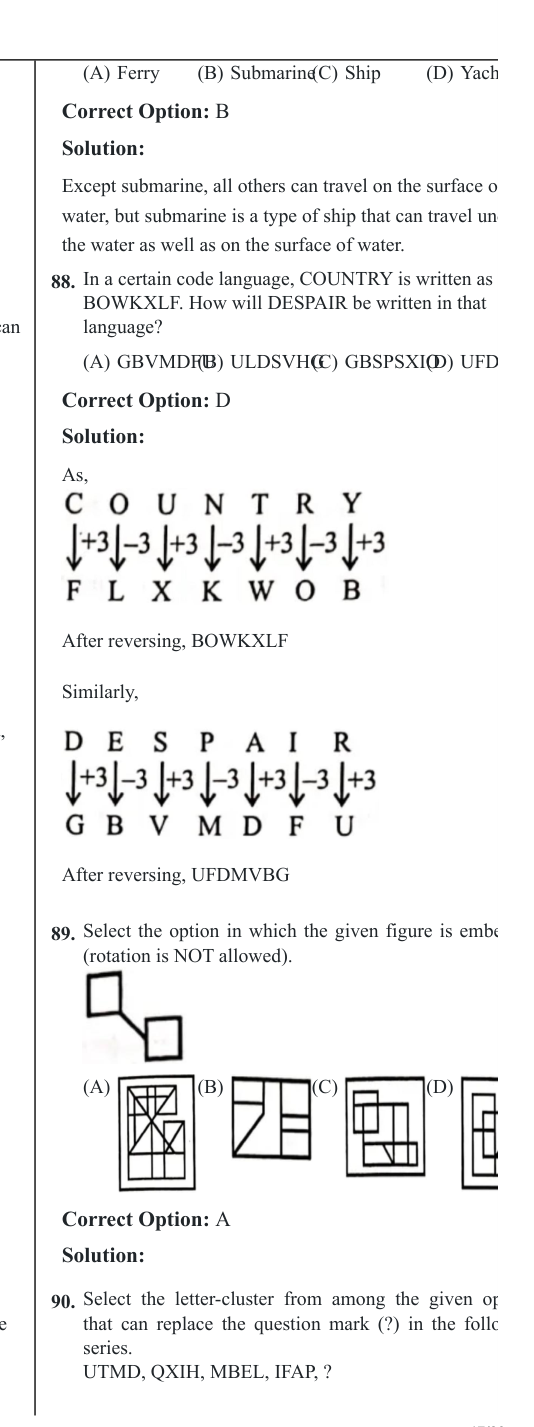 (A) Ferry (B) Submarine (C) Ship (D) Yach
Correct Option: B
Solution:
Except submarine, all others can travel on the surface o
water, but submarine is a type of ship that can travel un
the water as well as on the surface of water.
88. In a certain code language, COUNTRY is written as
BOWKXLF. How will DESPAIR be written in that
can
language?
(A) GBVMDFU (B) ULDSVHG (C) GBSPSXIO (D) UFD
Correct Option: D
Solution:
As,
C O U N T R Y
+3 –3 +3 –3 +3 –3 +3
F L X K W O B
After reversing, BOWKXLF
Similarly,
,
D E S P A I R
+3 –3 +3 –3 +3 –3 +3
G B V M D F U
After reversing, UFDMVBG
89. Select the option in which the given figure is embe
(rotation is NOT allowed).
(A) (B) (C) (D)
Correct Option: A
Solution:
90. Select the letter-cluster from among the given op
e
that can replace the question mark (?) in the follo
series.
UTMD, QXIH, MBEL, IFAP, ?